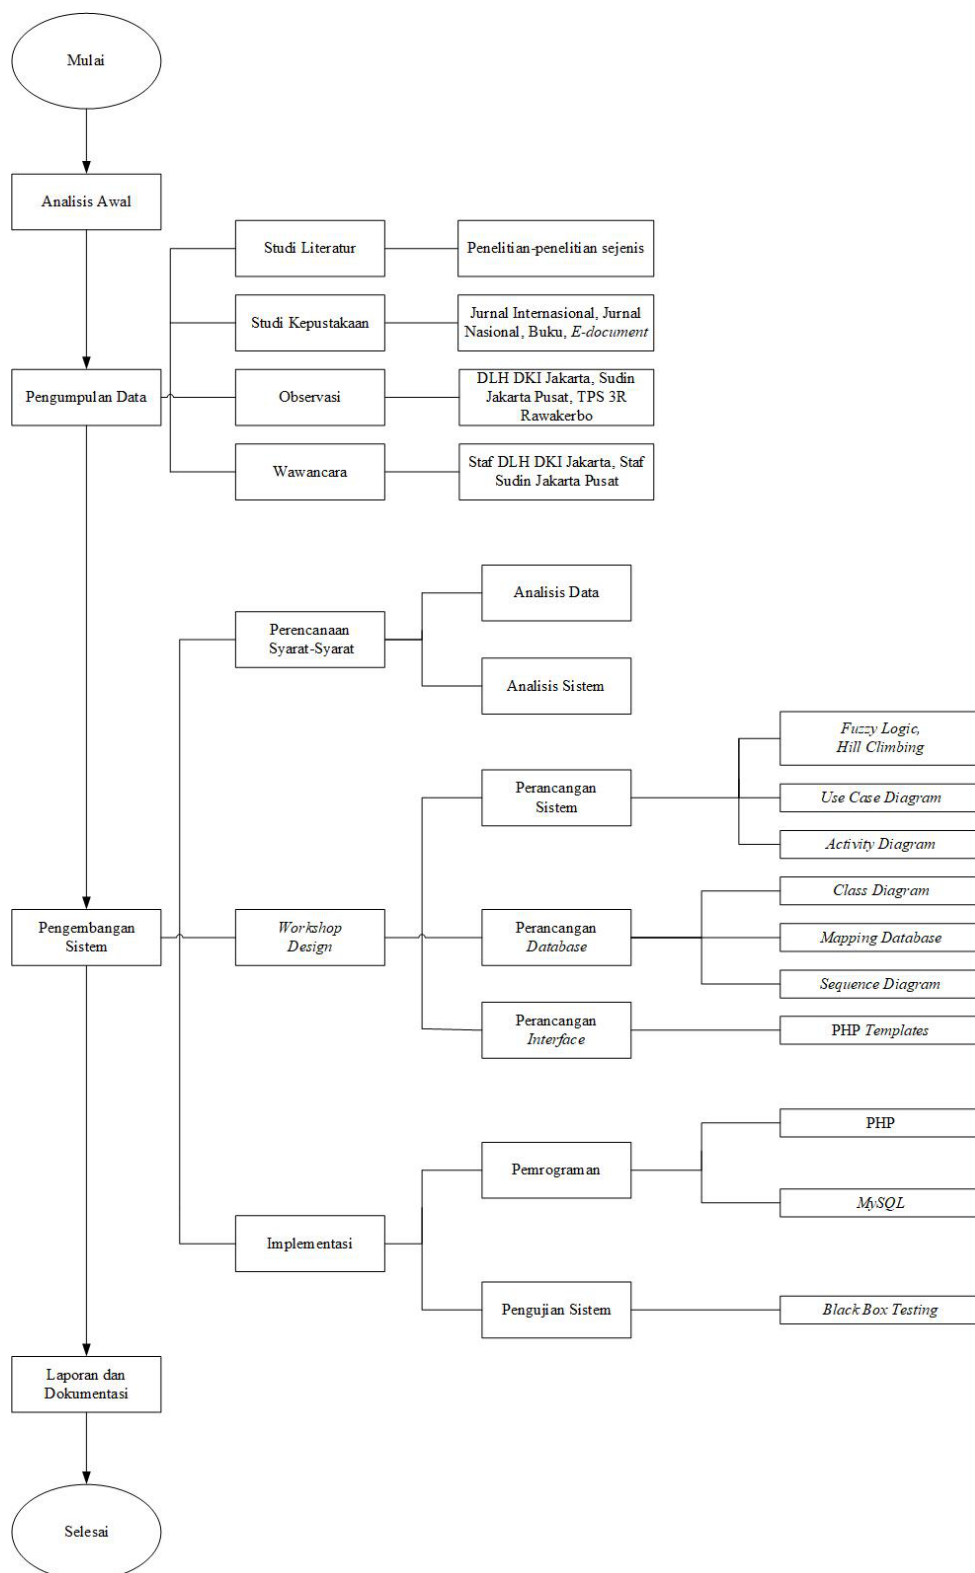 Mulai
Analisis Awal
Pengumpulan Data
Studi Literatur
Penelitian-penelitian sejenis
Studi Kepustakaan
Jurnal Internasional, Jurnal
Nasional, Buku, E-document
Observasi
DLH DKI Jakarta, Sudin
Jakarta Pusat, TPS 3R
Rawakerbo
Wawancara
Staf DLH DKI Jakarta, Staf
Sudin Jakarta Pusat
Pengembangan
Sistem
Perencanaan
Syarat-Syarat
Analisis Data
Analisis Sistem
Workshop
Design
Perancangan
Sistem
Fuzzy Logic,
Hill Climbing
Use Case Diagram
Activity Diagram
Perancangan
Database
Class Diagram
Mapping Database
Sequence Diagram
Perancangan
Interface
PHP Templates
Implementasi
Pemrograman
PHP
MySQL
Pengujian Sistem
Black Box Testing
Laporan dan
Dokumentasi
Selesai